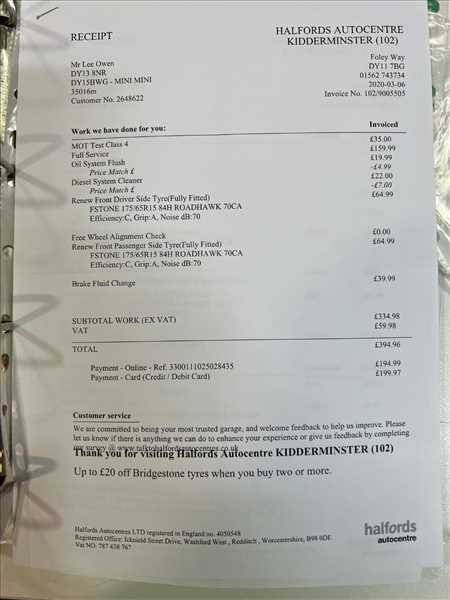 RECEIPT
HALFORDS AUTOCENTRE
KIDDERMINSTER (102)
Mr Lee Owen
DY13 8NR
DY15BWG - MINI MINI
35016m
Customer No. 2648622
Foley Way
DY11 7BG
01562 743734
2020-03-06
Invoice No. 102/9005505
Work we have done for you: Invoiced
MOT Test Class 4 £35.00
Full Service £159.99
Oil System Flush £19.99
Price Match £ -£4.99
Diesel System Cleaner £22.00
Price Match £ -£7.00
Renew Front Driver Side Tyre(Fully Fitted) £64.99
FSTONE 175/65R15 84H ROADHAWK 70CA
Efficiency:C, Grip:A, Noise dB:70
Free Wheel Alignment Check £0.00
Renew Front Passenger Side Tyre(Fully Fitted) £64.99
FSTONE 175/65R15 84H ROADHAWK 70CA
Efficiency:C, Grip:A, Noise dB:70
Brake Fluid Change £39.99
SUBTOTAL WORK (EX VAT) £334.98
VAT £59.98
TOTAL £394.96
Payment - Online - Ref: 3300111025028435 £194.99
Payment - Card (Credit / Debit Card) £199.97
Customer service
We are committed to being your most trusted garage, and welcome feedback to help us improve. Please
let us know if there is anything we can do to enhance your experience or give us feedback by completing
our survey @ www.talktohalfordsautocentres.co.uk
Thank you for visiting Halfords Autocentre KIDDERMINSTER (102)
Up to £20 off Bridgestone tyres when you buy two or more.
Halfords Autocentres LTD registered in England no. 4050548
Registered Office: Icknield Street Drive, Washford West , Redditch , Worcestershire, B98 0DE
Vat NO. 787 438 767
halfords
autocentre